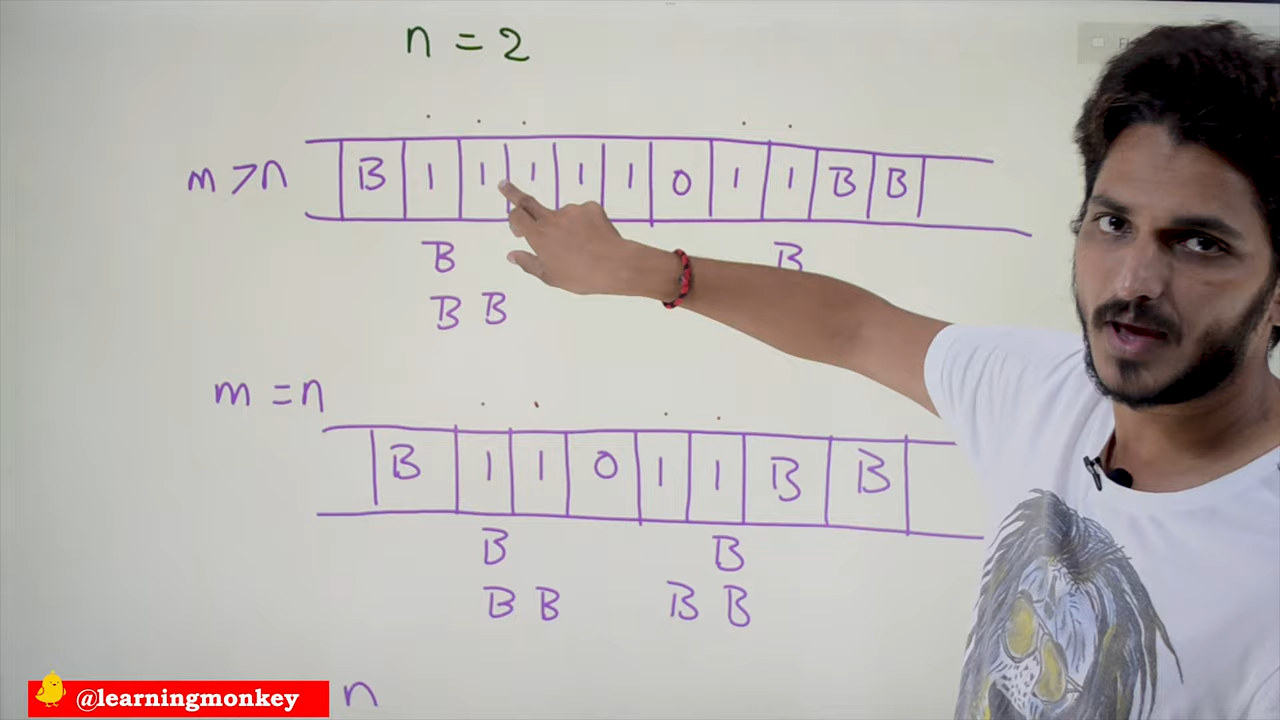 n = 2
m > n B 1 1 1 1 1 0 1 1 B B
B B
B B
m = n
B 1 1 0 1 1 B B
B B
B B B B
n
@learningmonkey